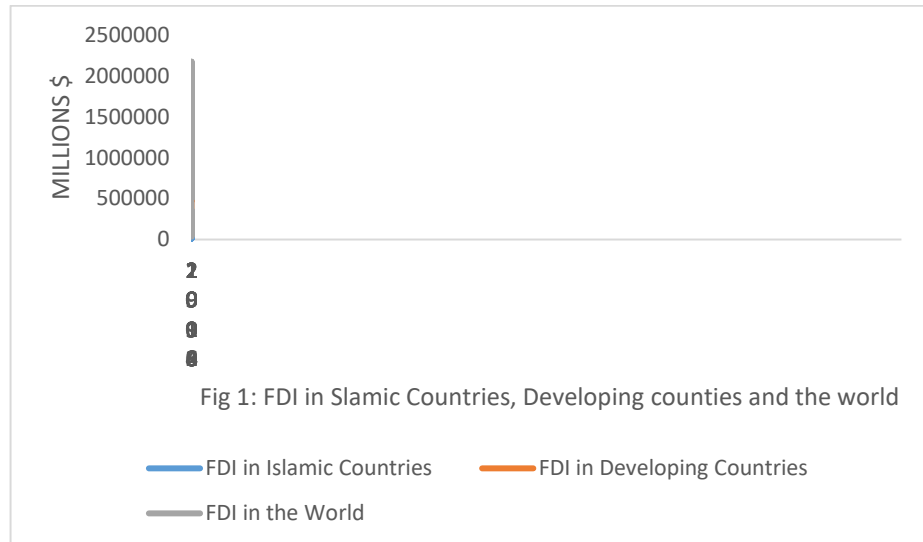 2500000
2000000
1500000
1000000
500000
0
MILLIONS $
Fig 1: FDI in Slamic Countries, Developing counties and the world
FDI in Islamic Countries
FDI in Developing Countries
FDI in the World